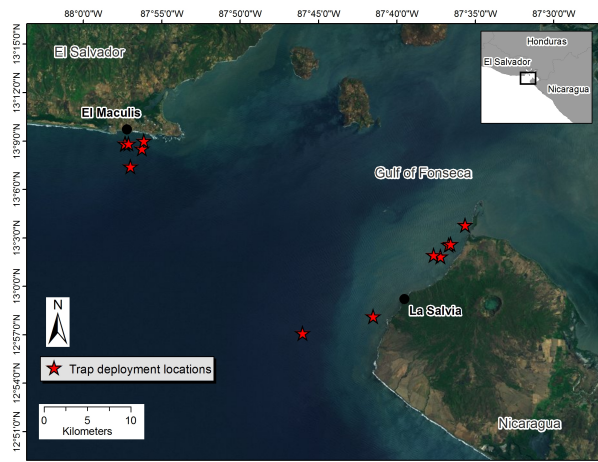 88°0'0"W 87°55'0"W 87°50'0"W 87°45'0"W 87°40'0"W 87°35'0"W 87°30'0"W
13°15'0"N
13°12'0"N
13°9'0"N
13°6'0"N
13°3'0"N
13°0'0"N
12°57'0"N
12°54'0"N
12°51'0"N
El Salvador
El Maculis
Honduras
El Salvador
Nicaragua
Gulf of Fonseca
La Salvia
N
Trap deployment locations
0 5 10
Kilometers
Nicaragua